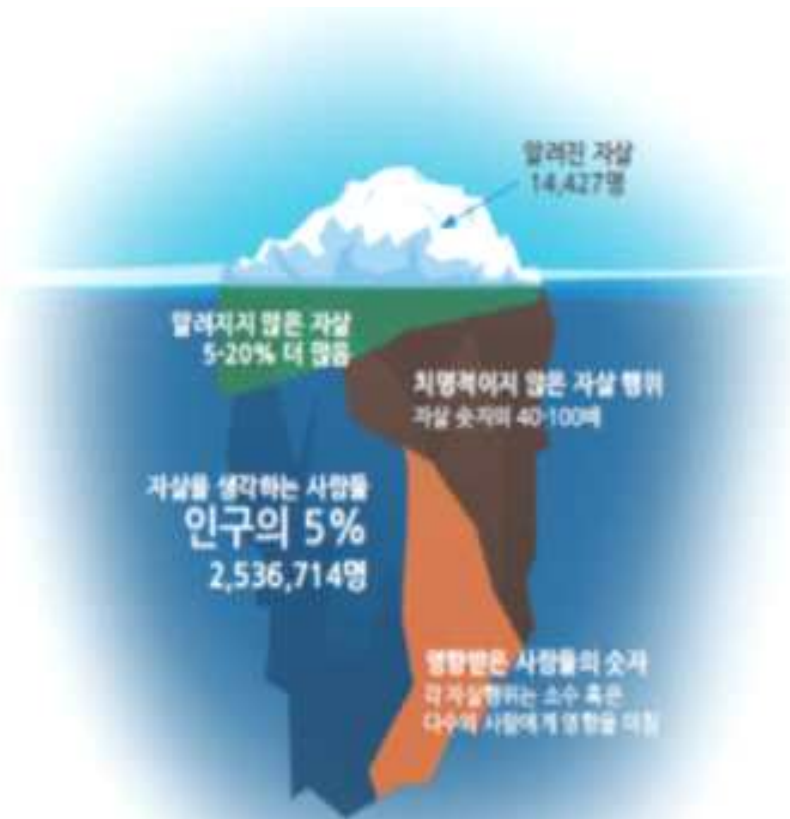 알려진 자살
14,427명
알려지지 않은 자살
5-20% 더 많음
치명적이지 않은 자살 행위
자살 숫자의 40-100배
자살을 생각하는 사람들
인구의 5%
2,536,714명
영향받은 사람들의 숫자
각 자살행위는 소수 혹은
다수의 사람에게 영향을 미침